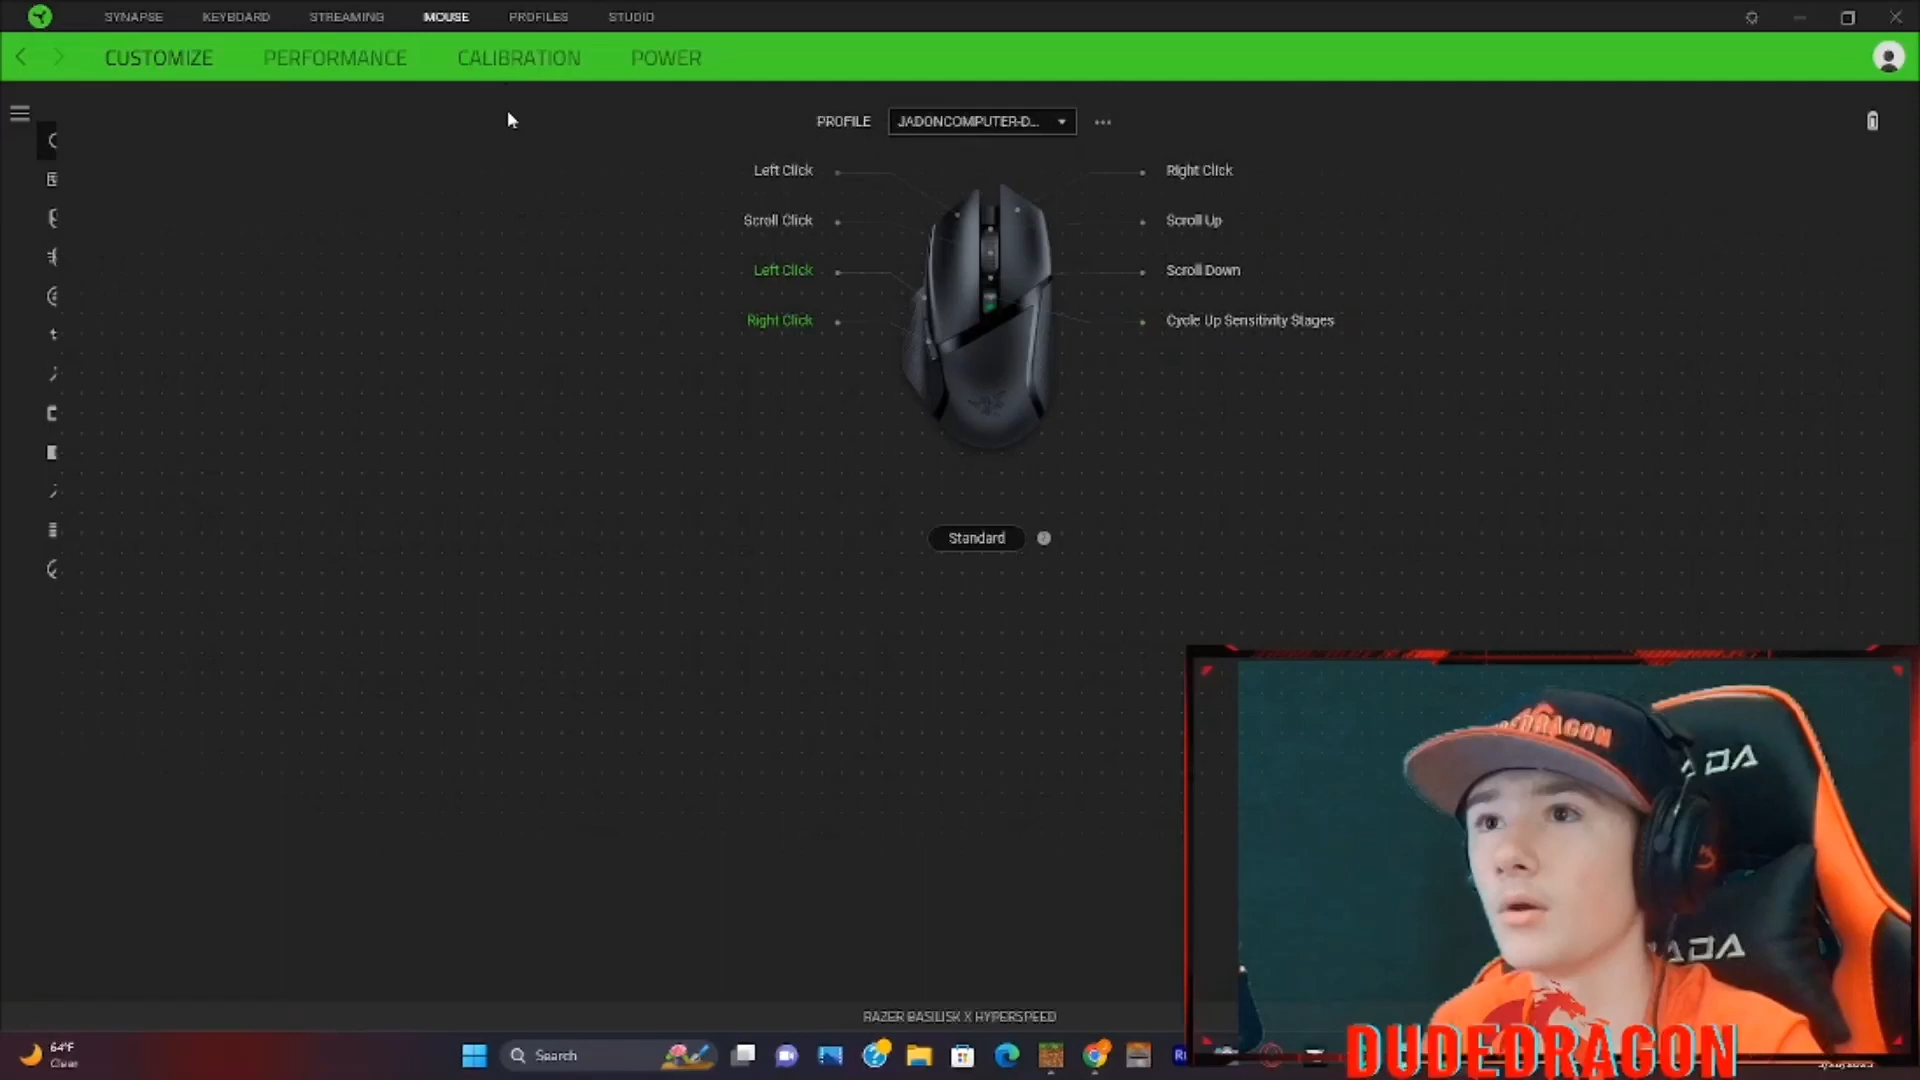 SYNAPSE KEYBOARD STREAMING MOUSE PROFILES STUDIO
CUSTOMIZE PERFORMANCE CALIBRATION POWER
PROFILE JADONCOMPUTER-D... ...
Left Click Right Click
Scroll Click Scroll Up
Left Click Scroll Down
Right Click Cycle Up Sensitivity Stages
Standard
DUDEDRAGON
RAZER BASILISK X HYPERSPEED
64°F
Clear
Search
DUDEDRAGON